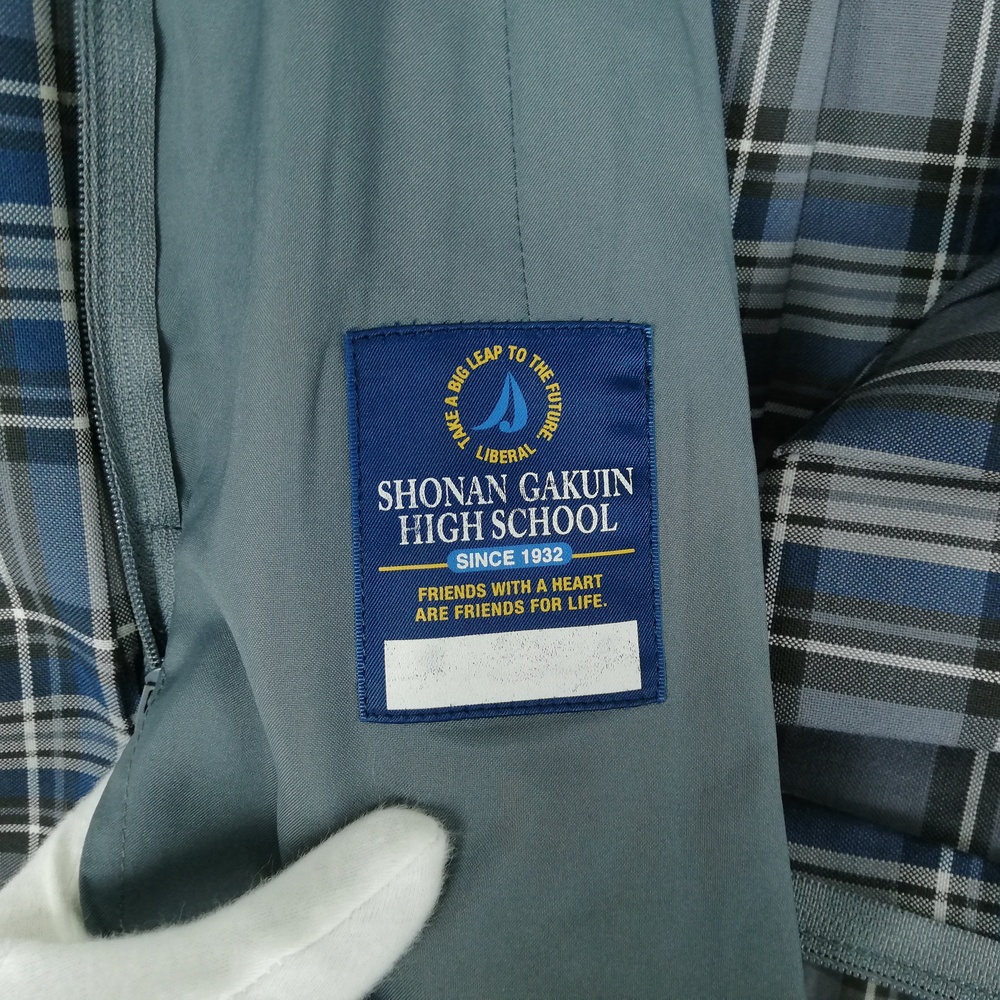 TAKE A BIG LEAP TO THE FUTURE.
LIBERAL
SHONAN GAKUIN
HIGH SCHOOL
SINCE 1932
FRIENDS WITH A HEART
ARE FRIENDS FOR LIFE.